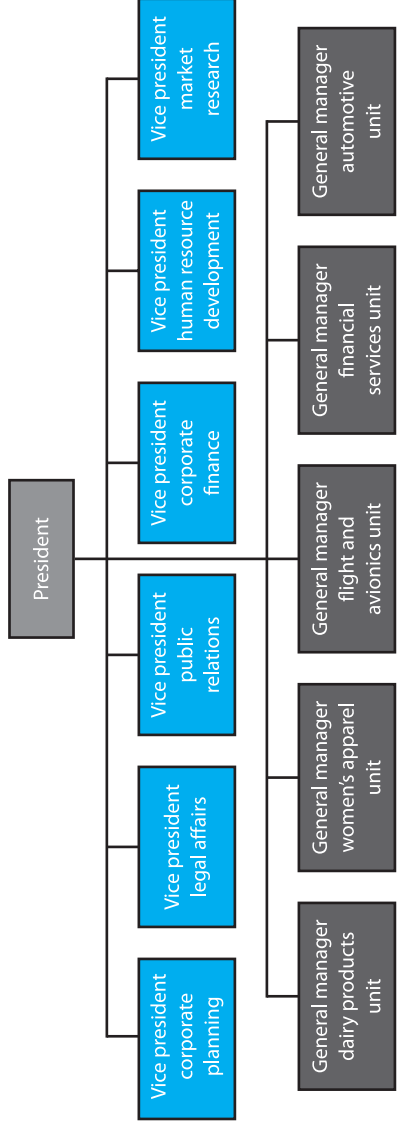 President
Vice president
corporate
planning
Vice president
legal affairs
Vice president
public
relations
Vice president
corporate
finance
Vice president
human resource
development
Vice president
market
research
General manager
dairy products
unit
General manager
women’s apparel
unit
General manager
flight and
avionics unit
General manager
financial
services unit
General manager
automotive
unit